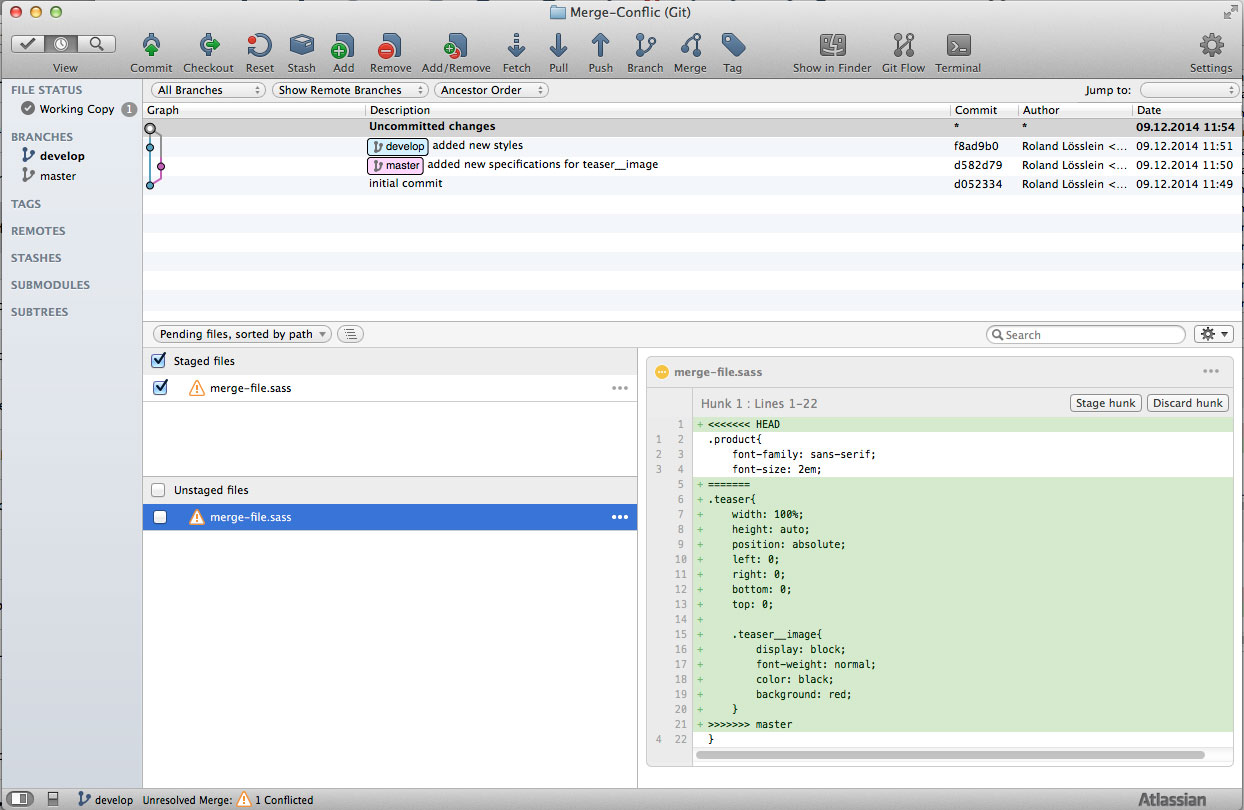 Merge-Conflic (Git)
View Commit Checkout Reset Stash Add Remove Add/Remove Fetch Pull Push Branch Merge Tag Show in Finder Git Flow Terminal Settings
FILE STATUS
Working Copy 1
BRANCHES
develop
master
TAGS
REMOTES
STASHES
SUBMODULES
SUBTREES
All Branches Show Remote Branches Ancestor Order Jump to:
Graph Description Commit Author Date
Uncommitted changes * * 09.12.2014 11:54
develop added new styles f8ad9b0 Roland Lösslein <... 09.12.2014 11:51
master added new specifications for teaser__image d582d79 Roland Lösslein <... 09.12.2014 11:50
initial commit d052334 Roland Lösslein <... 09.12.2014 11:49
Pending files, sorted by path Search
Staged files
merge-file.sass
Unstaged files
merge-file.sass
merge-file.sass
Hunk 1 : Lines 1-22 Stage hunk Discard hunk
1 + <<<<<<< HEAD
1 2 .product{
2 3 font-family: sans-serif;
3 4 font-size: 2em;
5 + =======
6 + .teaser{
7 + width: 100%;
8 + height: auto;
9 + position: absolute;
10 + left: 0;
11 + right: 0;
12 + bottom: 0;
13 + top: 0;
14 +
15 + .teaser__image{
16 + display: block;
17 + font-weight: normal;
18 + color: black;
19 + background: red;
20 + }
21 + >>>>>>> master
4 22 }
develop Unresolved Merge: 1 Conflicted Atlassian